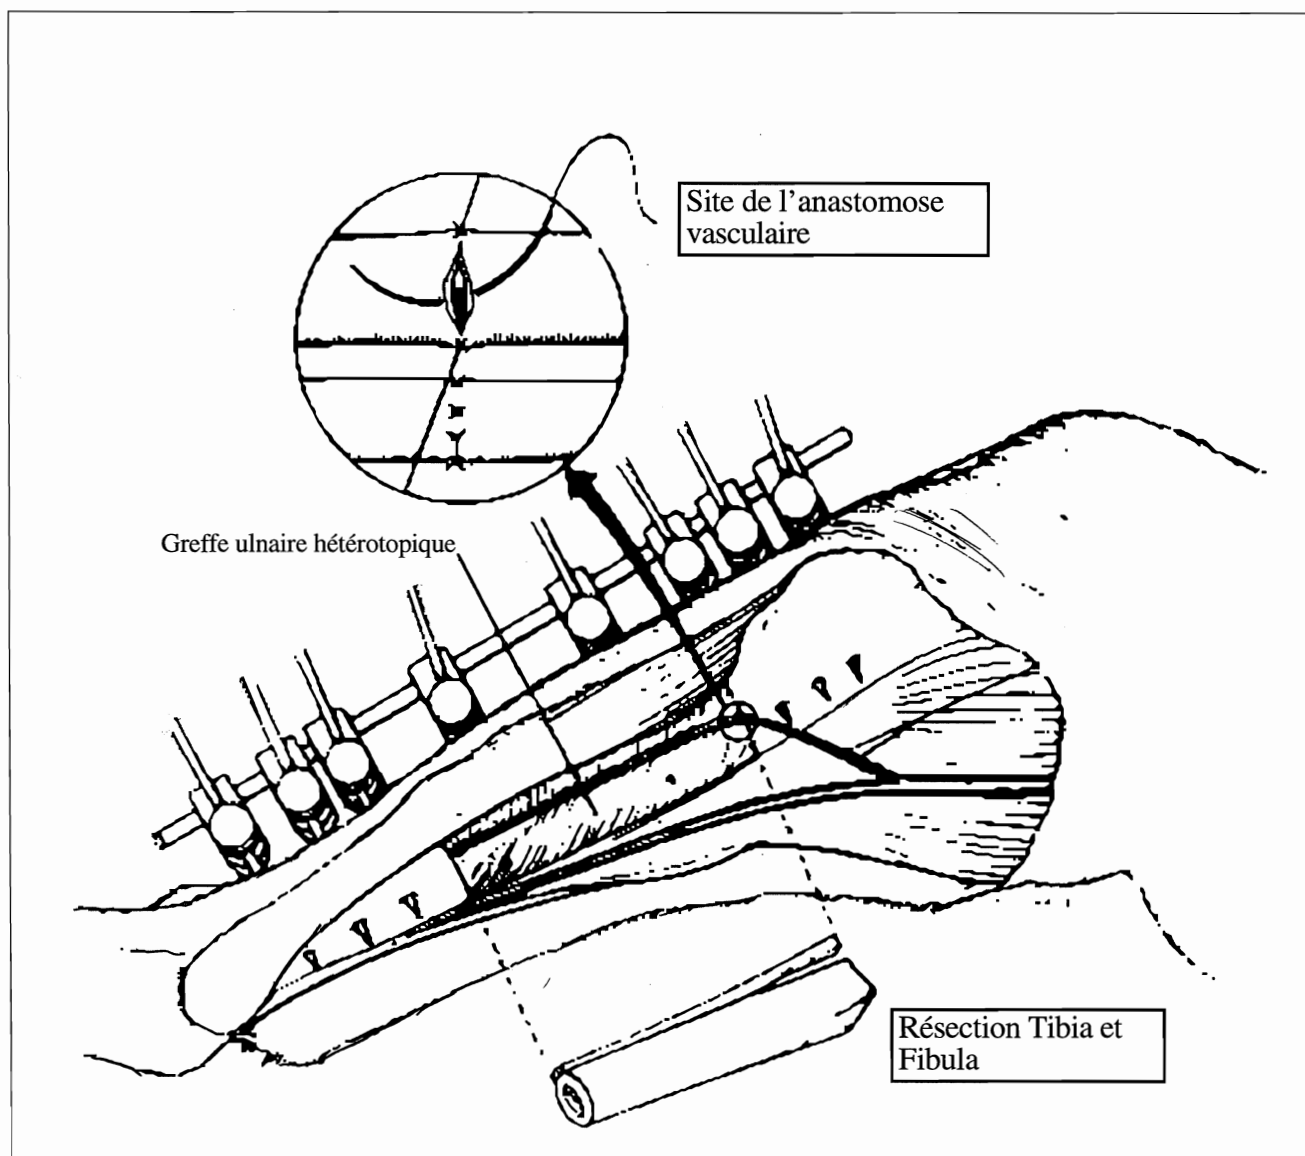 Site de l’anastomose
vasculaire
Greffe ulnaire hétérotopique
Résection Tibia et
Fibula